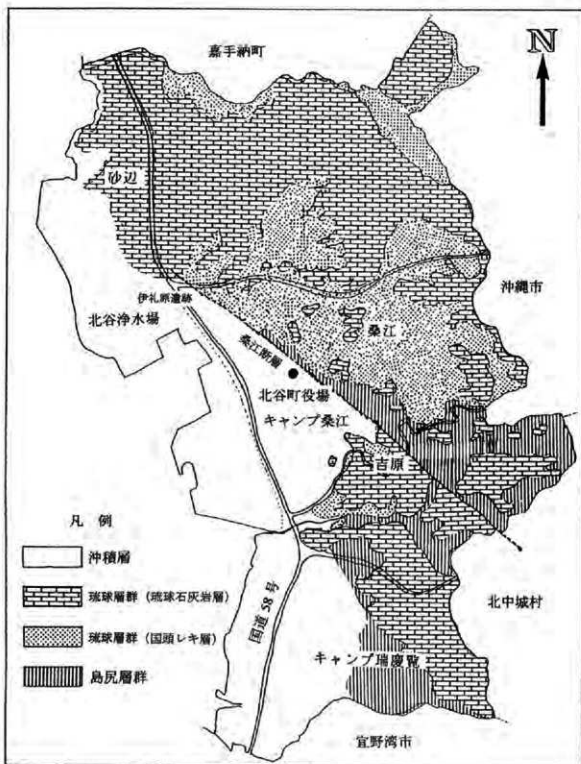 嘉手納町
N
砂辺
沖縄市
伊礼原遺跡
北谷浄水場
桑江
桑江断層
北谷町役場
キャンプ桑江
吉原
凡例
沖積層
琉球層群（琉球石灰岩層）
琉球層群（国頭レキ層）
島尻層群
国道58号
北中城村
キャンプ瑞慶覧
宜野湾市